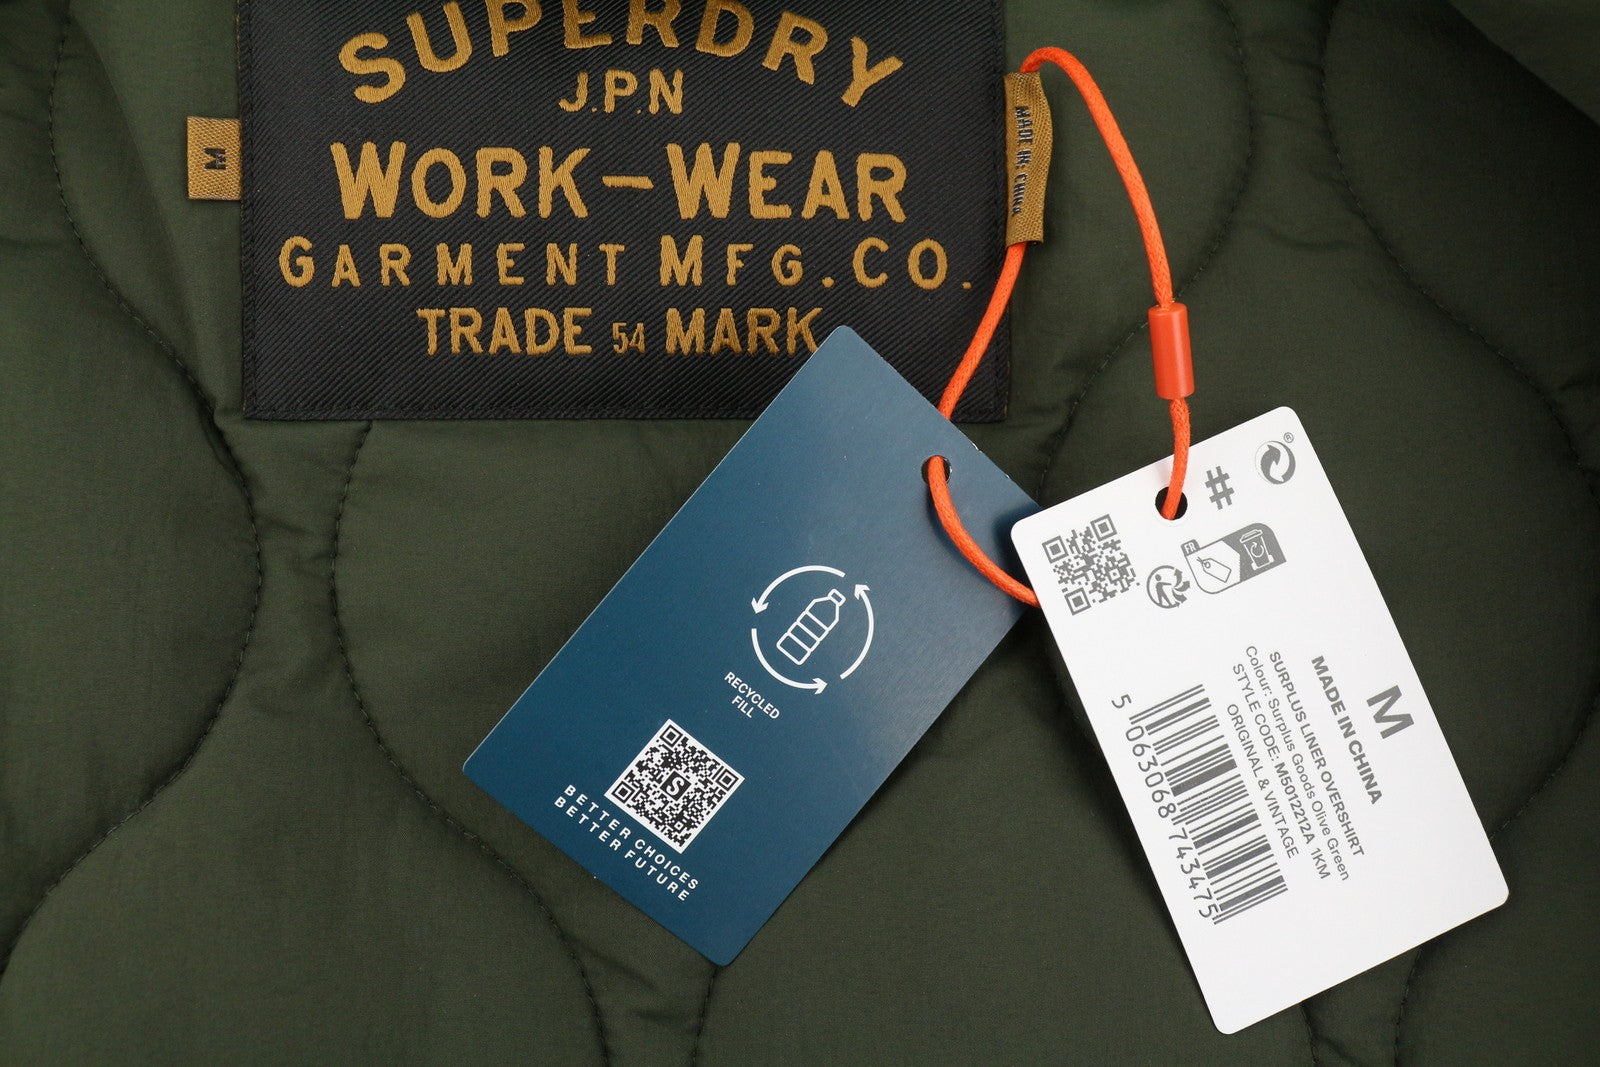 SUPERDRY
J.P.N
WORK-WEAR
GARMENT MFG.CO.
TRADE 54 MARK
M
MADE IN CHINA
RECYCLED
FILL
S
BETTER CHOICES
BETTER FUTURE
#
®
FR
M
MADE IN CHINA
SURPLUS LINER OVERSHIRT
Colour: Surplus Goods Olive Green
STYLE CODE: M5012212A 1KM
ORIGINAL & VINTAGE
5 063068 743475